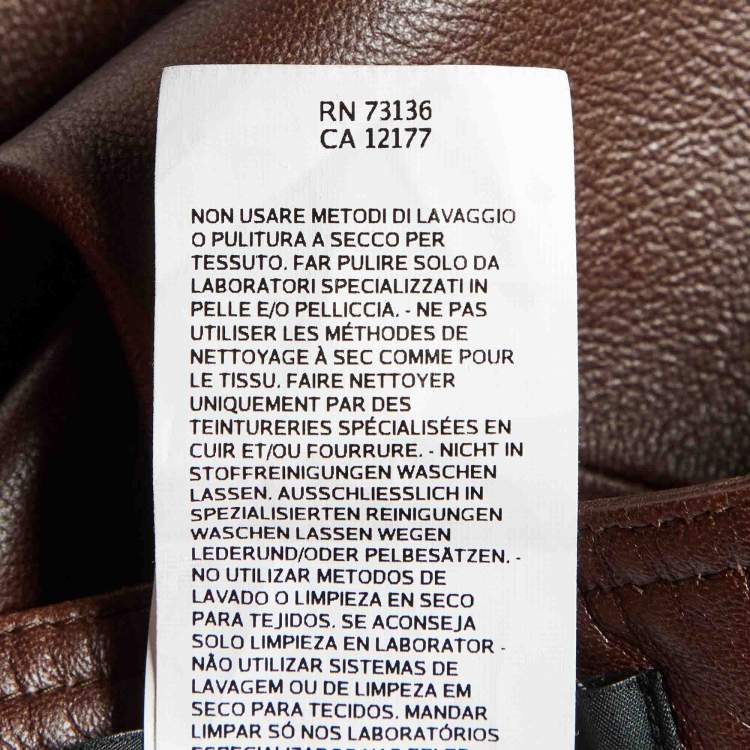 RN 73136
CA 12177
NON USARE METODI DI LAVAGGIO
O PULITURA A SECCO PER
TESSUTO. FAR PULIRE SOLO DA
LABORATORI SPECIALIZZATI IN
PELLE E/O PELLICCIA. - NE PAS
UTILISER LES MÉTHODES DE
NETTOYAGE À SEC COMME POUR
LE TISSU. FAIRE NETTOYER
UNIQUEMENT PAR DES
TEINTURERIES SPÉCIALISÉES EN
CUIR ET/OU FOURRURE. - NICHT IN
STOFFREINIGUNGEN WASCHEN
LASSEN. AUSSCHLIESSLICH IN
SPEZIALISIERTEN REINIGUNGEN
WASCHEN LASSEN WEGEN
LEDERUND/ODER PELBESÄTZEN. -
NO UTILIZAR METODOS DE
LAVADO O LIMPIEZA EN SECO
PARA TEJIDOS. SE ACONSEJA
SOLO LIMPIEZA EN LABORATOR -
NÃO UTILIZAR SISTEMAS DE
LAVAGEM OU DE LIMPEZA EM
SECO PARA TECIDOS. MANDAR
LIMPAR SÓ NOS LABORATÓRIOS